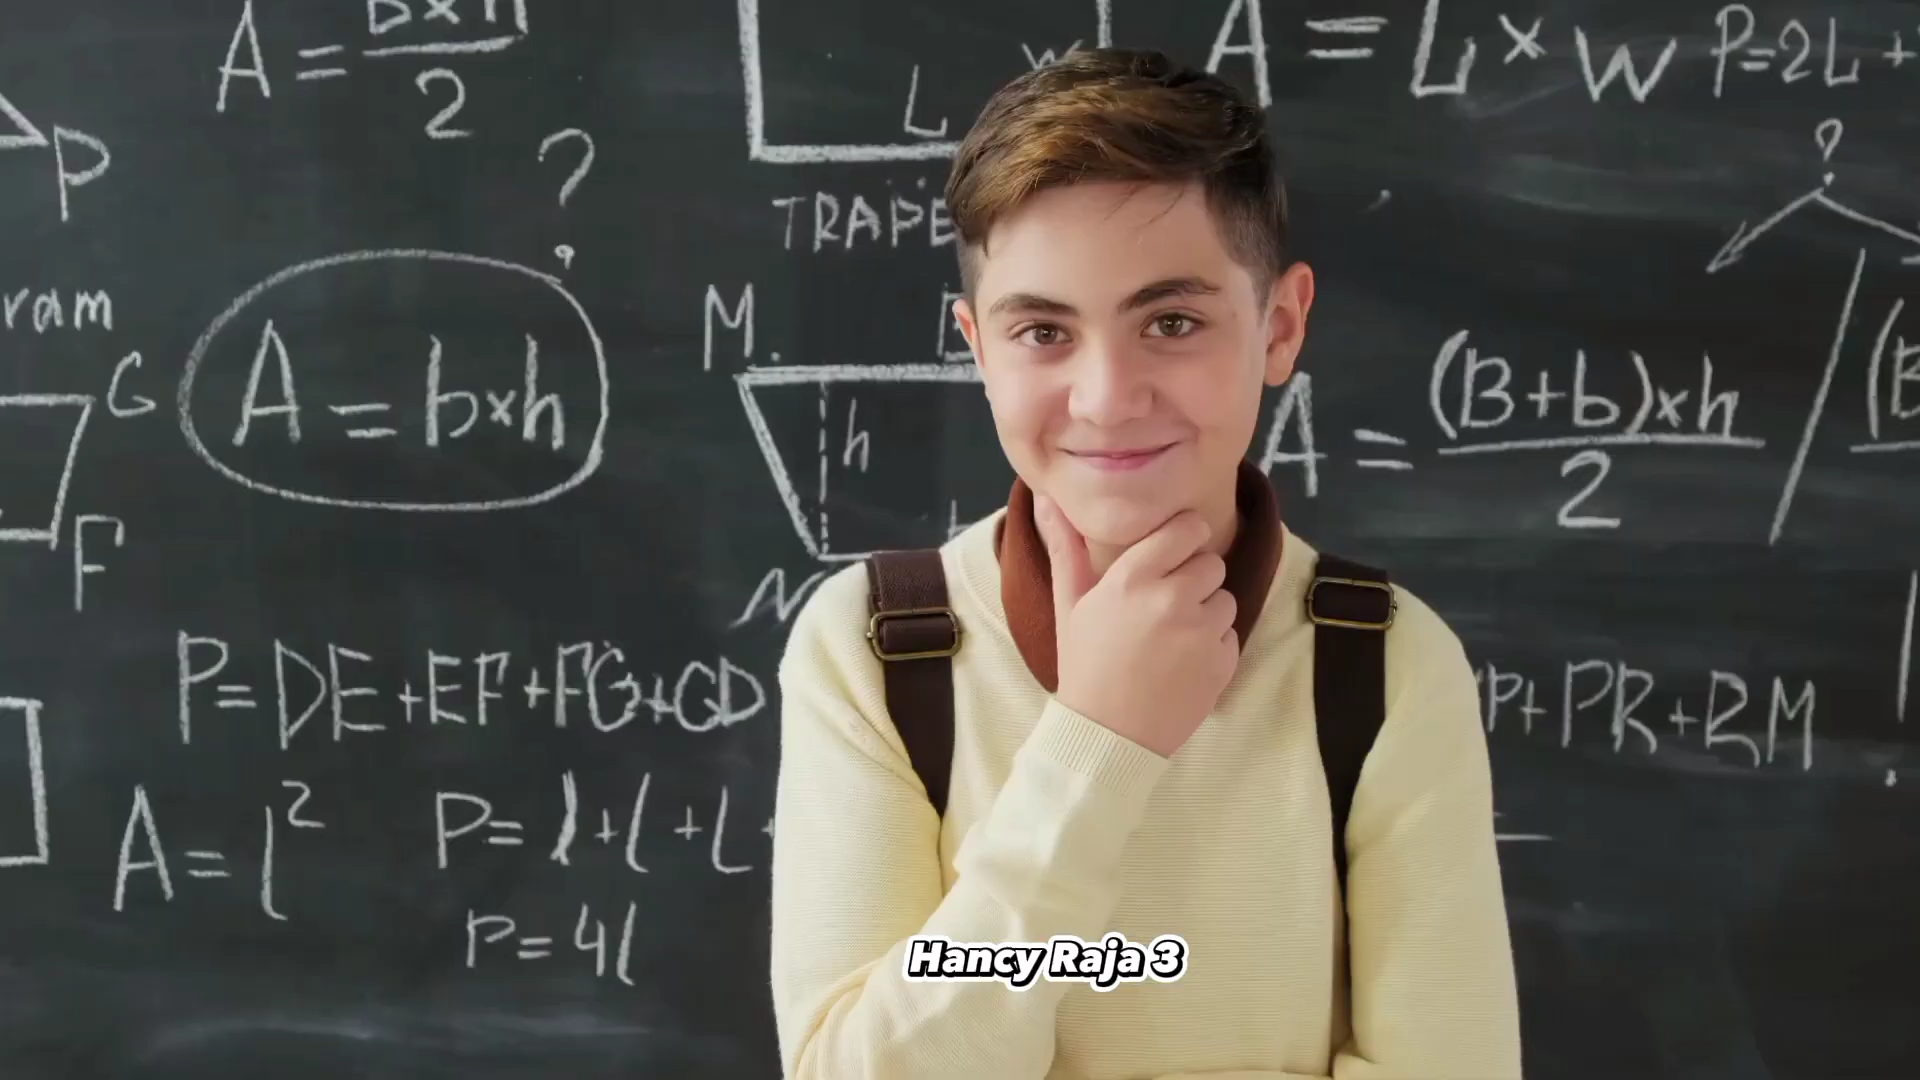 A = b x h
2
?
P
L
w
A = L x w
P=2L +
?
TRAPE
ram
G
A = b x h
M
h
A = (B+b) x h
2
(B
F
N
P = DE + EF + FG + GD
P + PR + RM
A = l²
P = l + l + l +
P = 4l
Hancy Raja 3